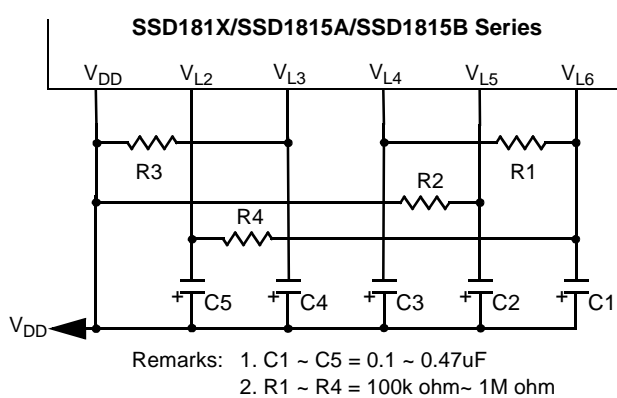 SSD181X/SSD1815A/SSD1815B Series
VDD VL2 VL3 VL4 VL5 VL6
R3 R1
R2
R4
+ C5 + C4 + C3 + C2 + C1
VDD
Remarks: 1. C1 ~ C5 = 0.1 ~ 0.47uF
2. R1 ~ R4 = 100k ohm~ 1M ohm